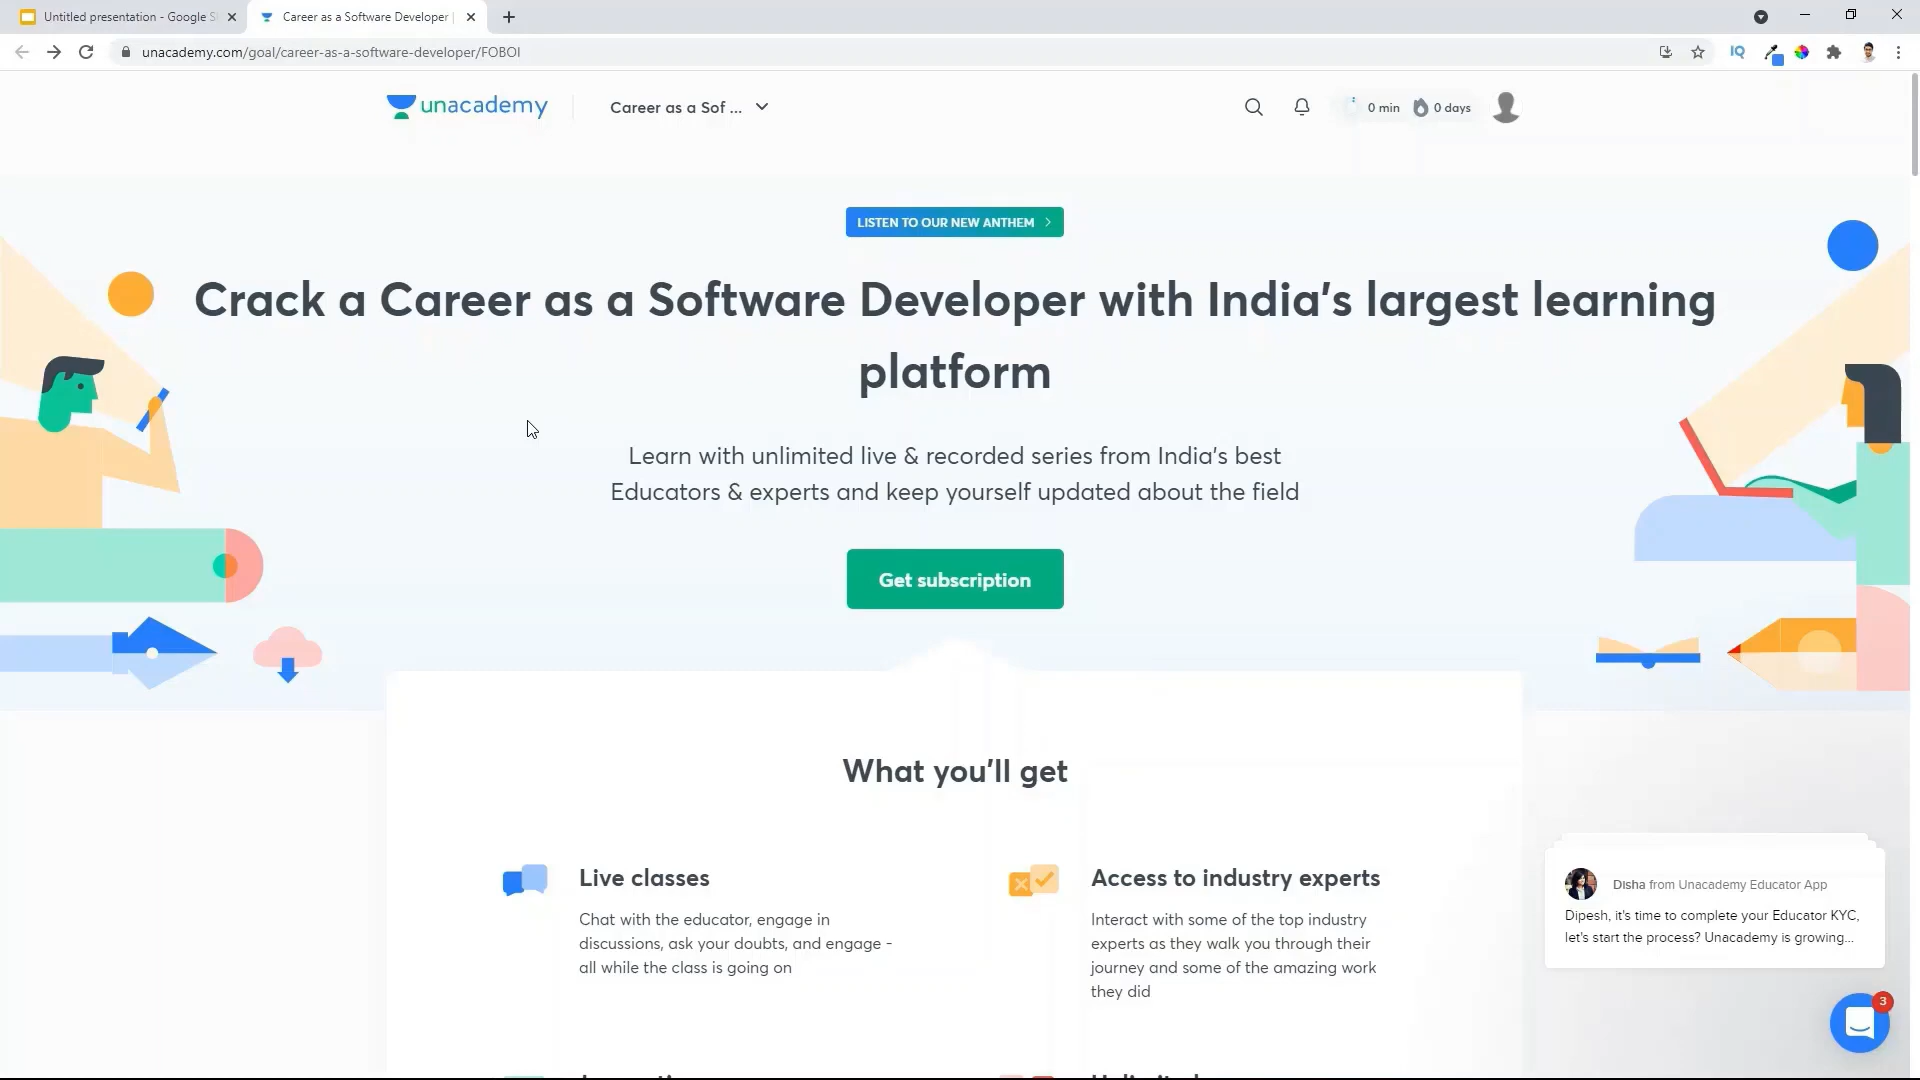 Untitled presentation - Google S
Career as a Software Developer |
unacademy.com/goal/career-as-a-software-developer/FOBOI
IQ
unacademy
Career as a Sof ...
0 min
0 days
LISTEN TO OUR NEW ANTHEM
Crack a Career as a Software Developer with India's largest learning
platform
Learn with unlimited live & recorded series from India's best
Educators & experts and keep yourself updated about the field
Get subscription
What you'll get
Live classes
Chat with the educator, engage in
discussions, ask your doubts, and engage -
all while the class is going on
Access to industry experts
Interact with some of the top industry
experts as they walk you through their
journey and some of the amazing work
they did
Disha from Unacademy Educator App
Dipesh, it's time to complete your Educator KYC,
let's start the process? Unacademy is growing...
3